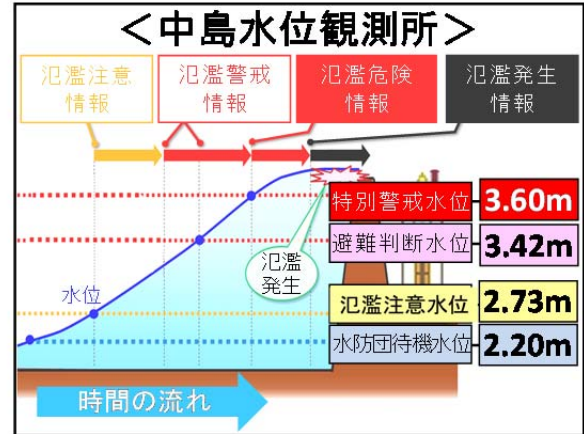 ＜中島水位観測所＞
氾濫注意
情報
氾濫警戒
情報
氾濫危険
情報
氾濫発生
情報
特別警戒水位
3.60m
避難判断水位
3.42m
氾濫
発生
水位
氾濫注意水位
2.73m
水防団待機水位
2.20m
時間の流れ